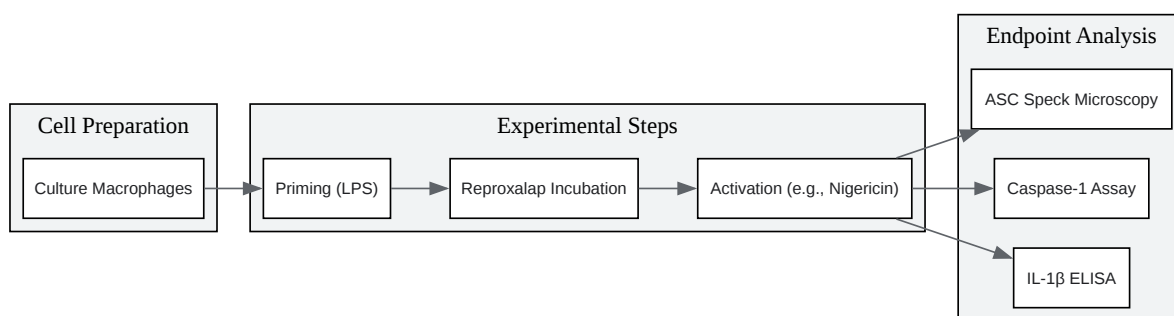 Cell Preparation
Culture Macrophages
Experimental Steps
Priming (LPS)
Reproxalap Incubation
Activation (e.g., Nigericin)
Endpoint Analysis
ASC Speck Microscopy
Caspase-1 Assay
IL-1β ELISA